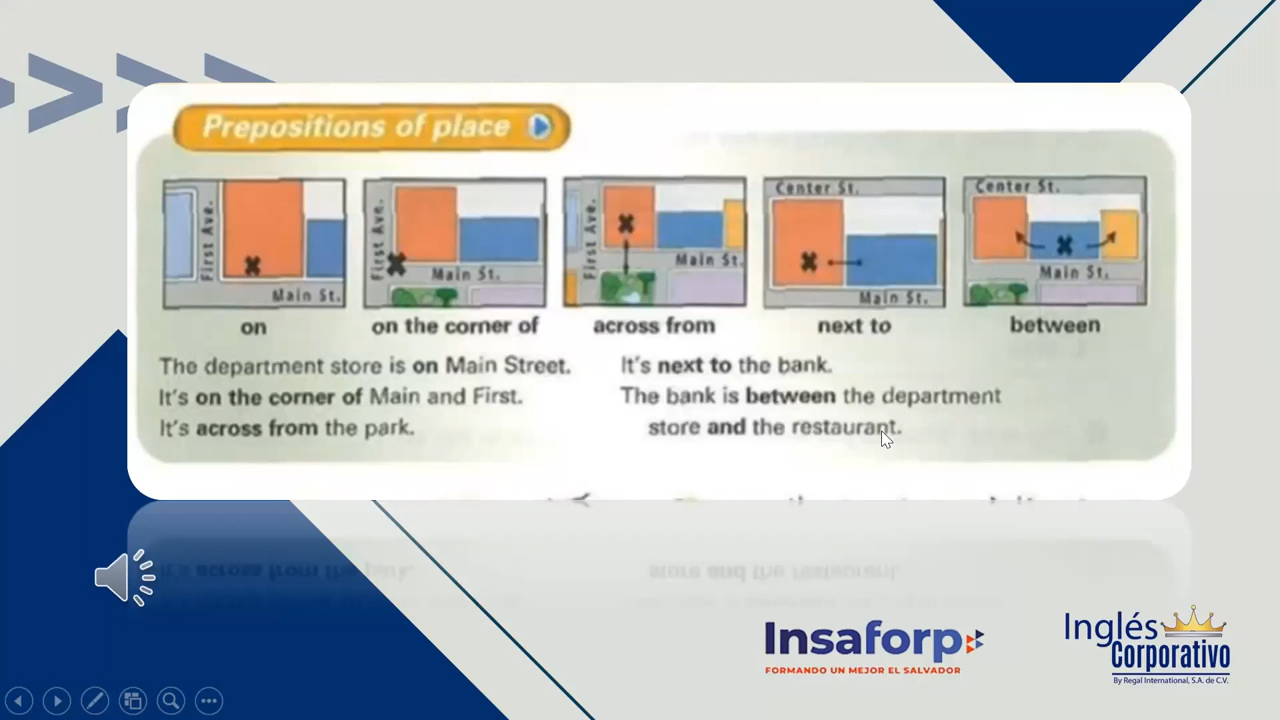 Prepositions of place
First Ave.
Main St.
First Ave.
Main St.
First Ave.
Main St.
Center St.
Main St.
Center St.
Main St.
on
on the corner of
across from
next to
between
The department store is on Main Street.
It's on the corner of Main and First.
It's across from the park.
It's next to the bank.
The bank is between the department
store and the restaurant.
Insaforp
FORMANDO UN MEJOR EL SALVADOR
Inglés
Corporativo
By Regal International, S.A. de C.V.